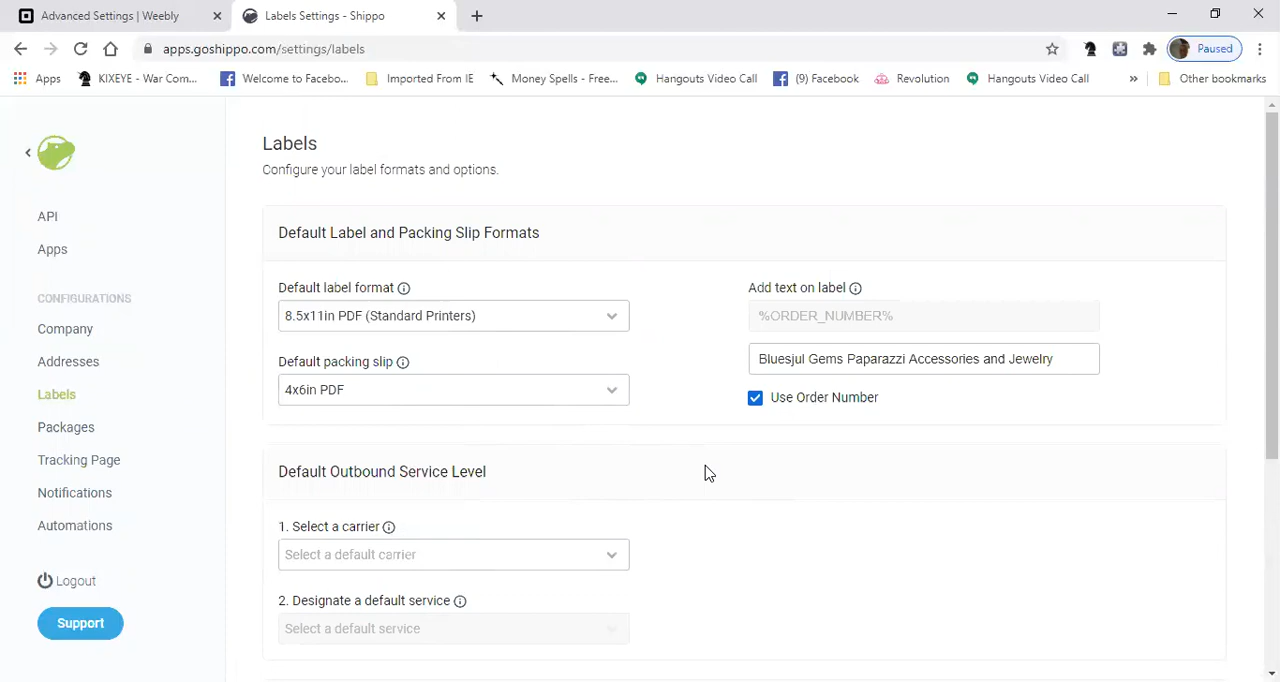 Advanced Settings | Weebly
Labels Settings - Shippo
apps.goshippo.com/settings/labels
Paused
Apps
KIXEYE - War Com...
Welcome to Facebo...
Imported From IE
Money Spells - Free...
Hangouts Video Call
(9) Facebook
Revolution
Hangouts Video Call
»
Other bookmarks
API
Apps
CONFIGURATIONS
Company
Addresses
Labels
Packages
Tracking Page
Notifications
Automations
Logout
Support
Labels
Configure your label formats and options.
Default Label and Packing Slip Formats
Default label format
8.5x11in PDF (Standard Printers)
Default packing slip
4x6in PDF
Add text on label
%ORDER_NUMBER%
Bluesjul Gems Paparazzi Accessories and Jewelry
Use Order Number
Default Outbound Service Level
1. Select a carrier
Select a default carrier
2. Designate a default service
Select a default service